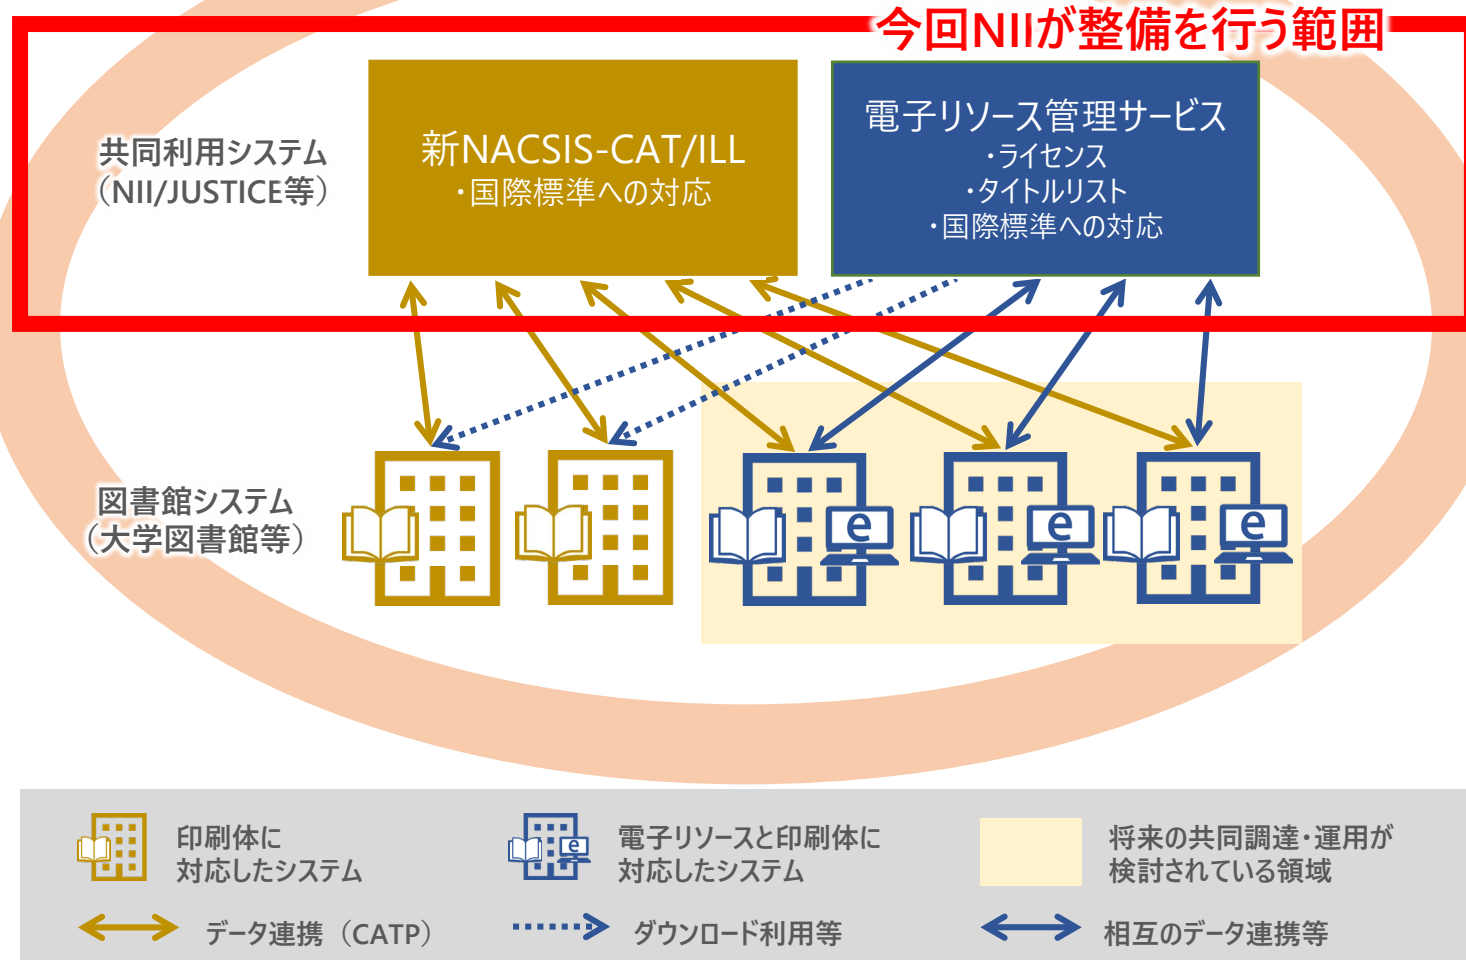 今回NIIが整備を行う範囲
共同利用システム
（NII/JUSTICE等）
新NACSIS-CAT/ILL
・国際標準への対応
電子リソース管理サービス
・ライセンス
・タイトルリスト
・国際標準への対応
図書館システム
（大学図書館等）
e
e
e
印刷体に
対応したシステム
e
電子リソースと印刷体に
対応したシステム
将来の共同調達・運用が
検討されている領域
データ連携（CATP）
ダウンロード利用等
相互のデータ連携等